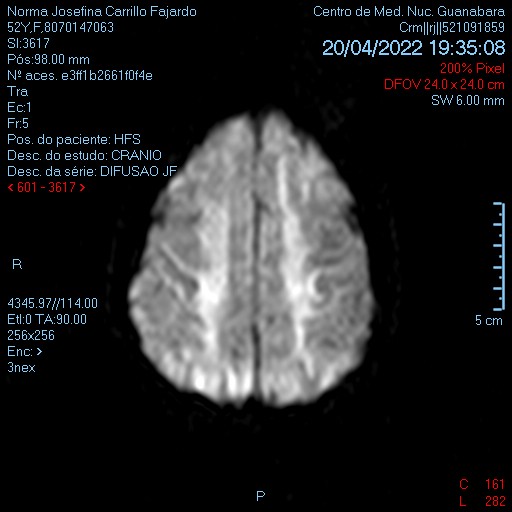 Norma Josefina Carrillo Fajardo
52Y,F,8070147063
Sl:3617
Pós:98.00 mm
Nº aces. e3ff1b2661f0f4e
Tra
Ec:1
Fr:5
Pos. do paciente: HFS
Desc. do estudo: CRANIO
Desc. da série: DIFUSAO JF
< 601 - 3617 >
Centro de Med. Nuc. Guanabara
Crm||rj||521091859
20/04/2022 19:35:08
200% Pixel
DFOV 24.0 x 24.0 cm
SW 6.00 mm
R
5 cm
4345.97//114.00
Etl:0 TA:90.00
256x256
Enc: >
3nex
P
C 161
L 282